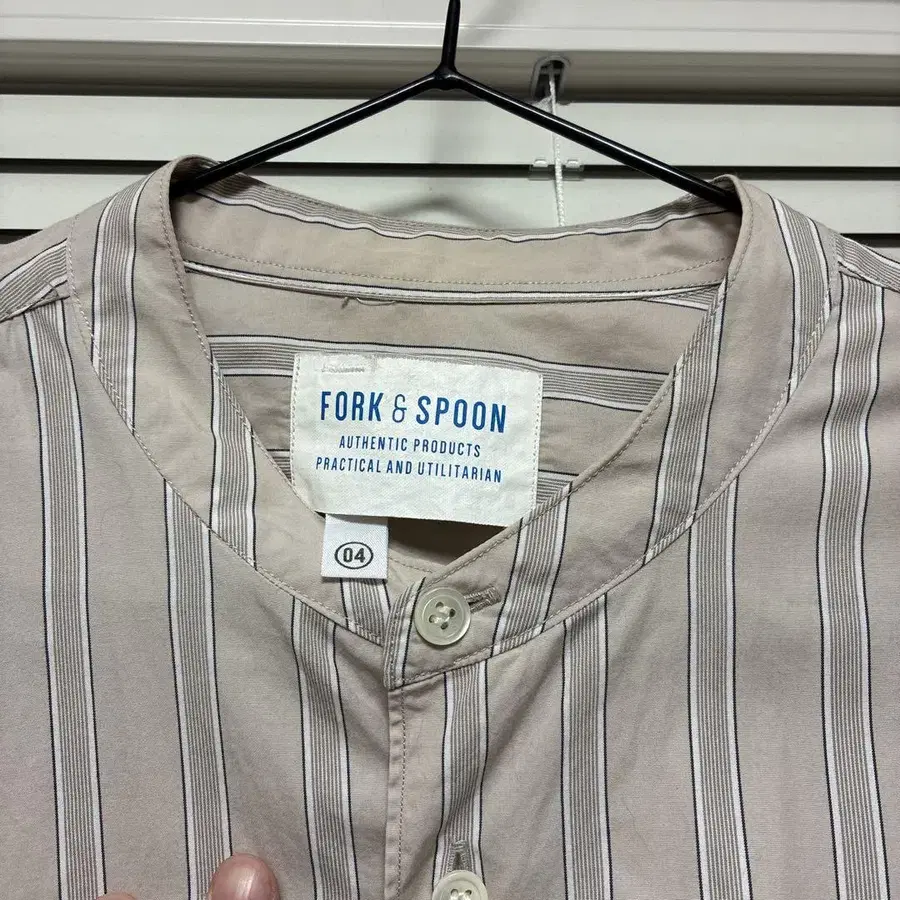 FORK & SPOON
AUTHENTIC PRODUCTS
PRACTICAL AND UTILITARIAN
04